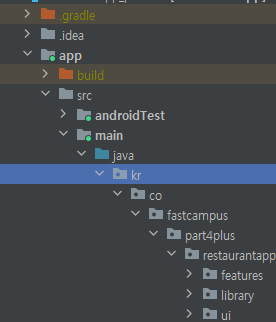 .gradle
.idea
app
build
src
androidTest
main
java
kr
co
fastcampus
part4plus
restaurantapp
features
library
ui